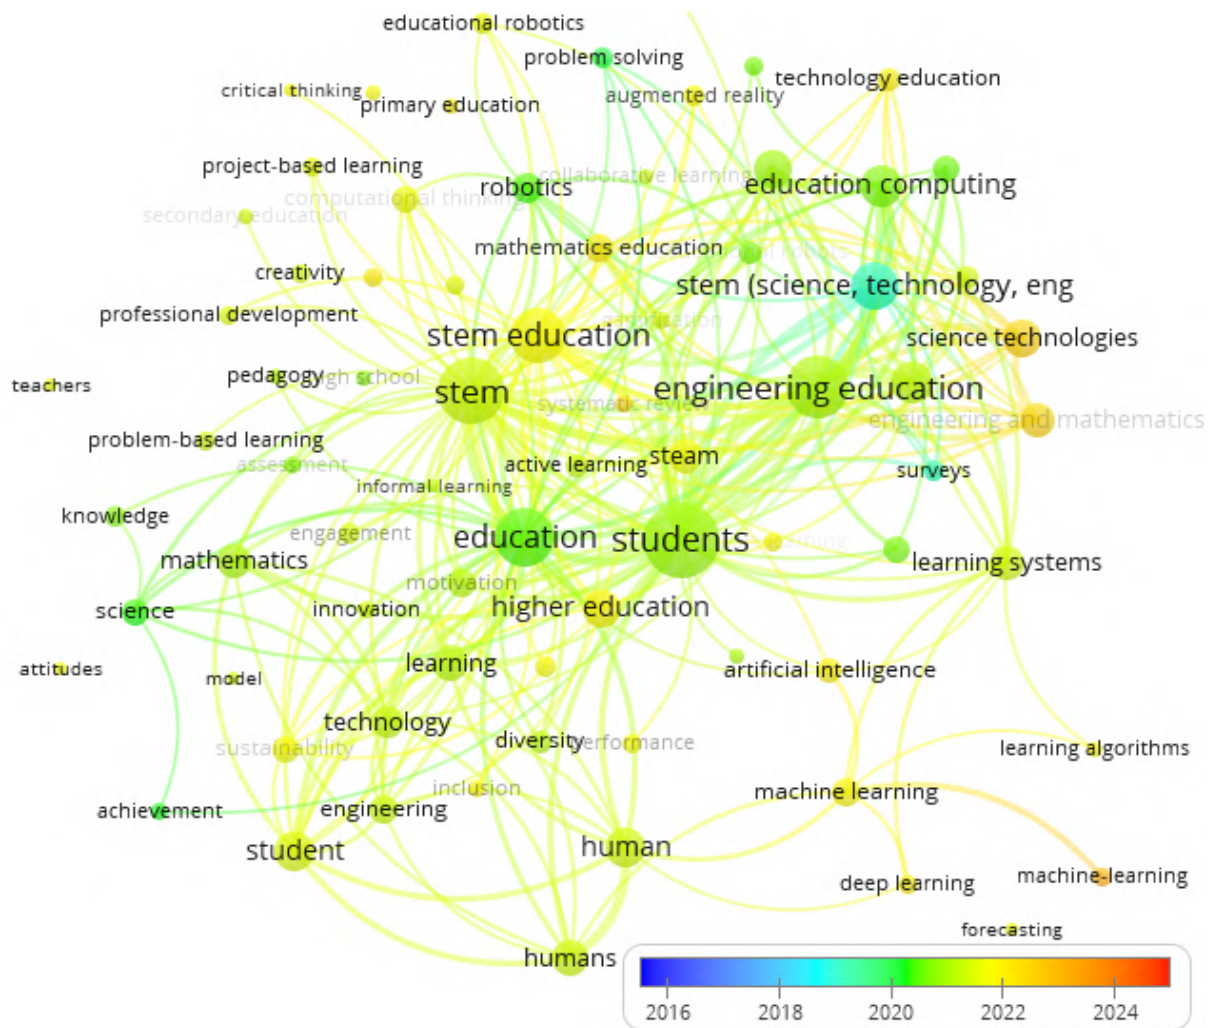 educational robotics
problem solving
technology education
critical thinking
augmented reality
primary education
project-based learning
collaborative learning
robotics
education computing
computational thinking
secondary education
mathematics education
creativity
stem (science, technology, eng
professional development
stem education
science technologies
teachers
pedagogy
high school
stem
engineering education
systematic review
engineering and mathematics
problem-based learning
assessment
active learning
steam
surveys
informal learning
knowledge
engagement
education
students
mathematics
learning systems
motivation
science
innovation
higher education
attitudes
model
learning
artificial intelligence
technology
sustainability
diversity
performance
learning algorithms
inclusion
machine learning
achievement
engineering
student
human
deep learning
machine-learning
forecasting
humans
2016 2018 2020 2022 2024